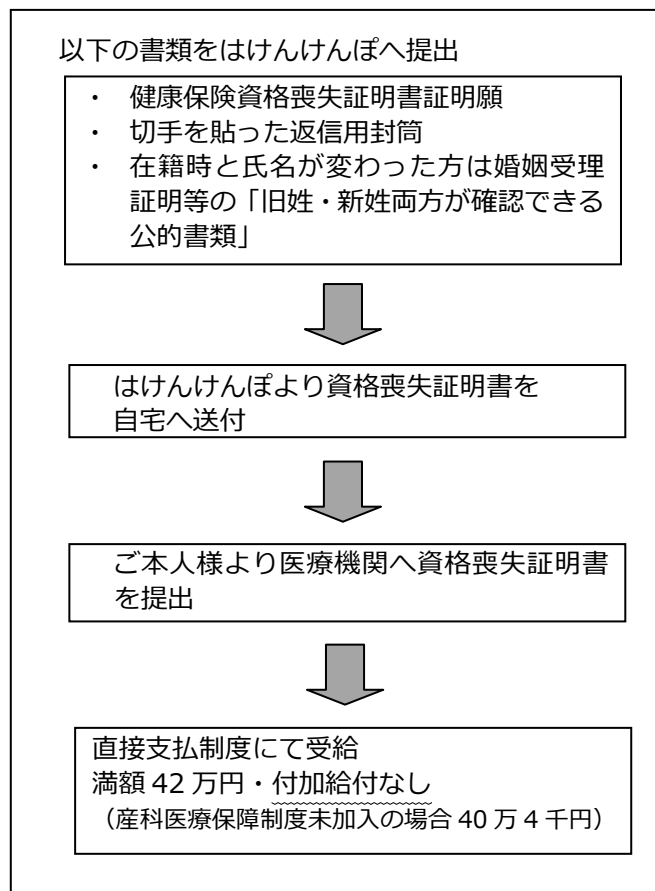 以下の書類をはけんけんぽへ提出
・ 健康保険資格喪失証明書証明願
・ 切手を貼った返信用封筒
・ 在籍時と氏名が変わった方は婚姻受理
証明等の「旧姓・新姓両方が確認できる
公的書類」
はけんけんぽより資格喪失証明書を
自宅へ送付
ご本人様より医療機関へ資格喪失証明書
を提出
直接支払制度にて受給
満額 42 万円・付加給付なし
（産科医療保障制度未加入の場合 40 万 4 千円）